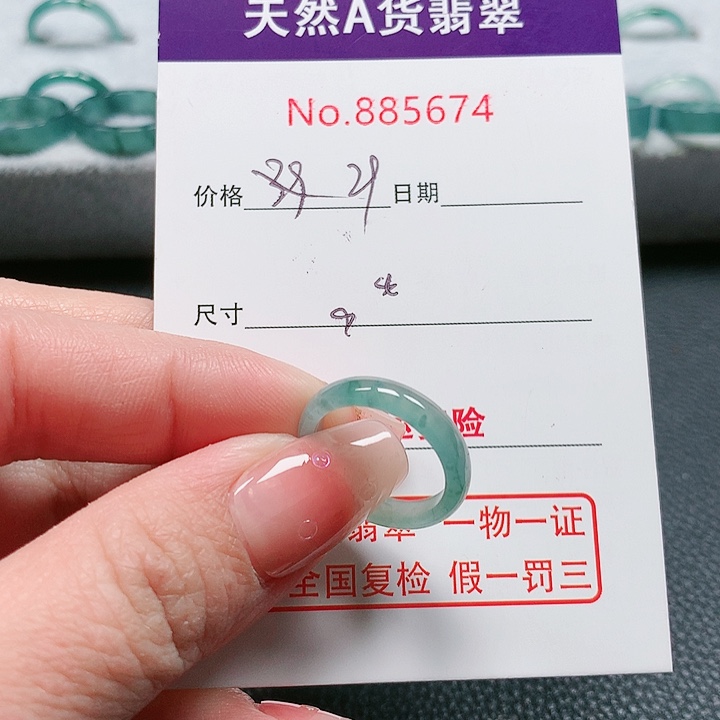 天然A货翡翠
No.885674
价格 日期
尺寸
险
翡翠 一物一证
全国复检 假一罚三